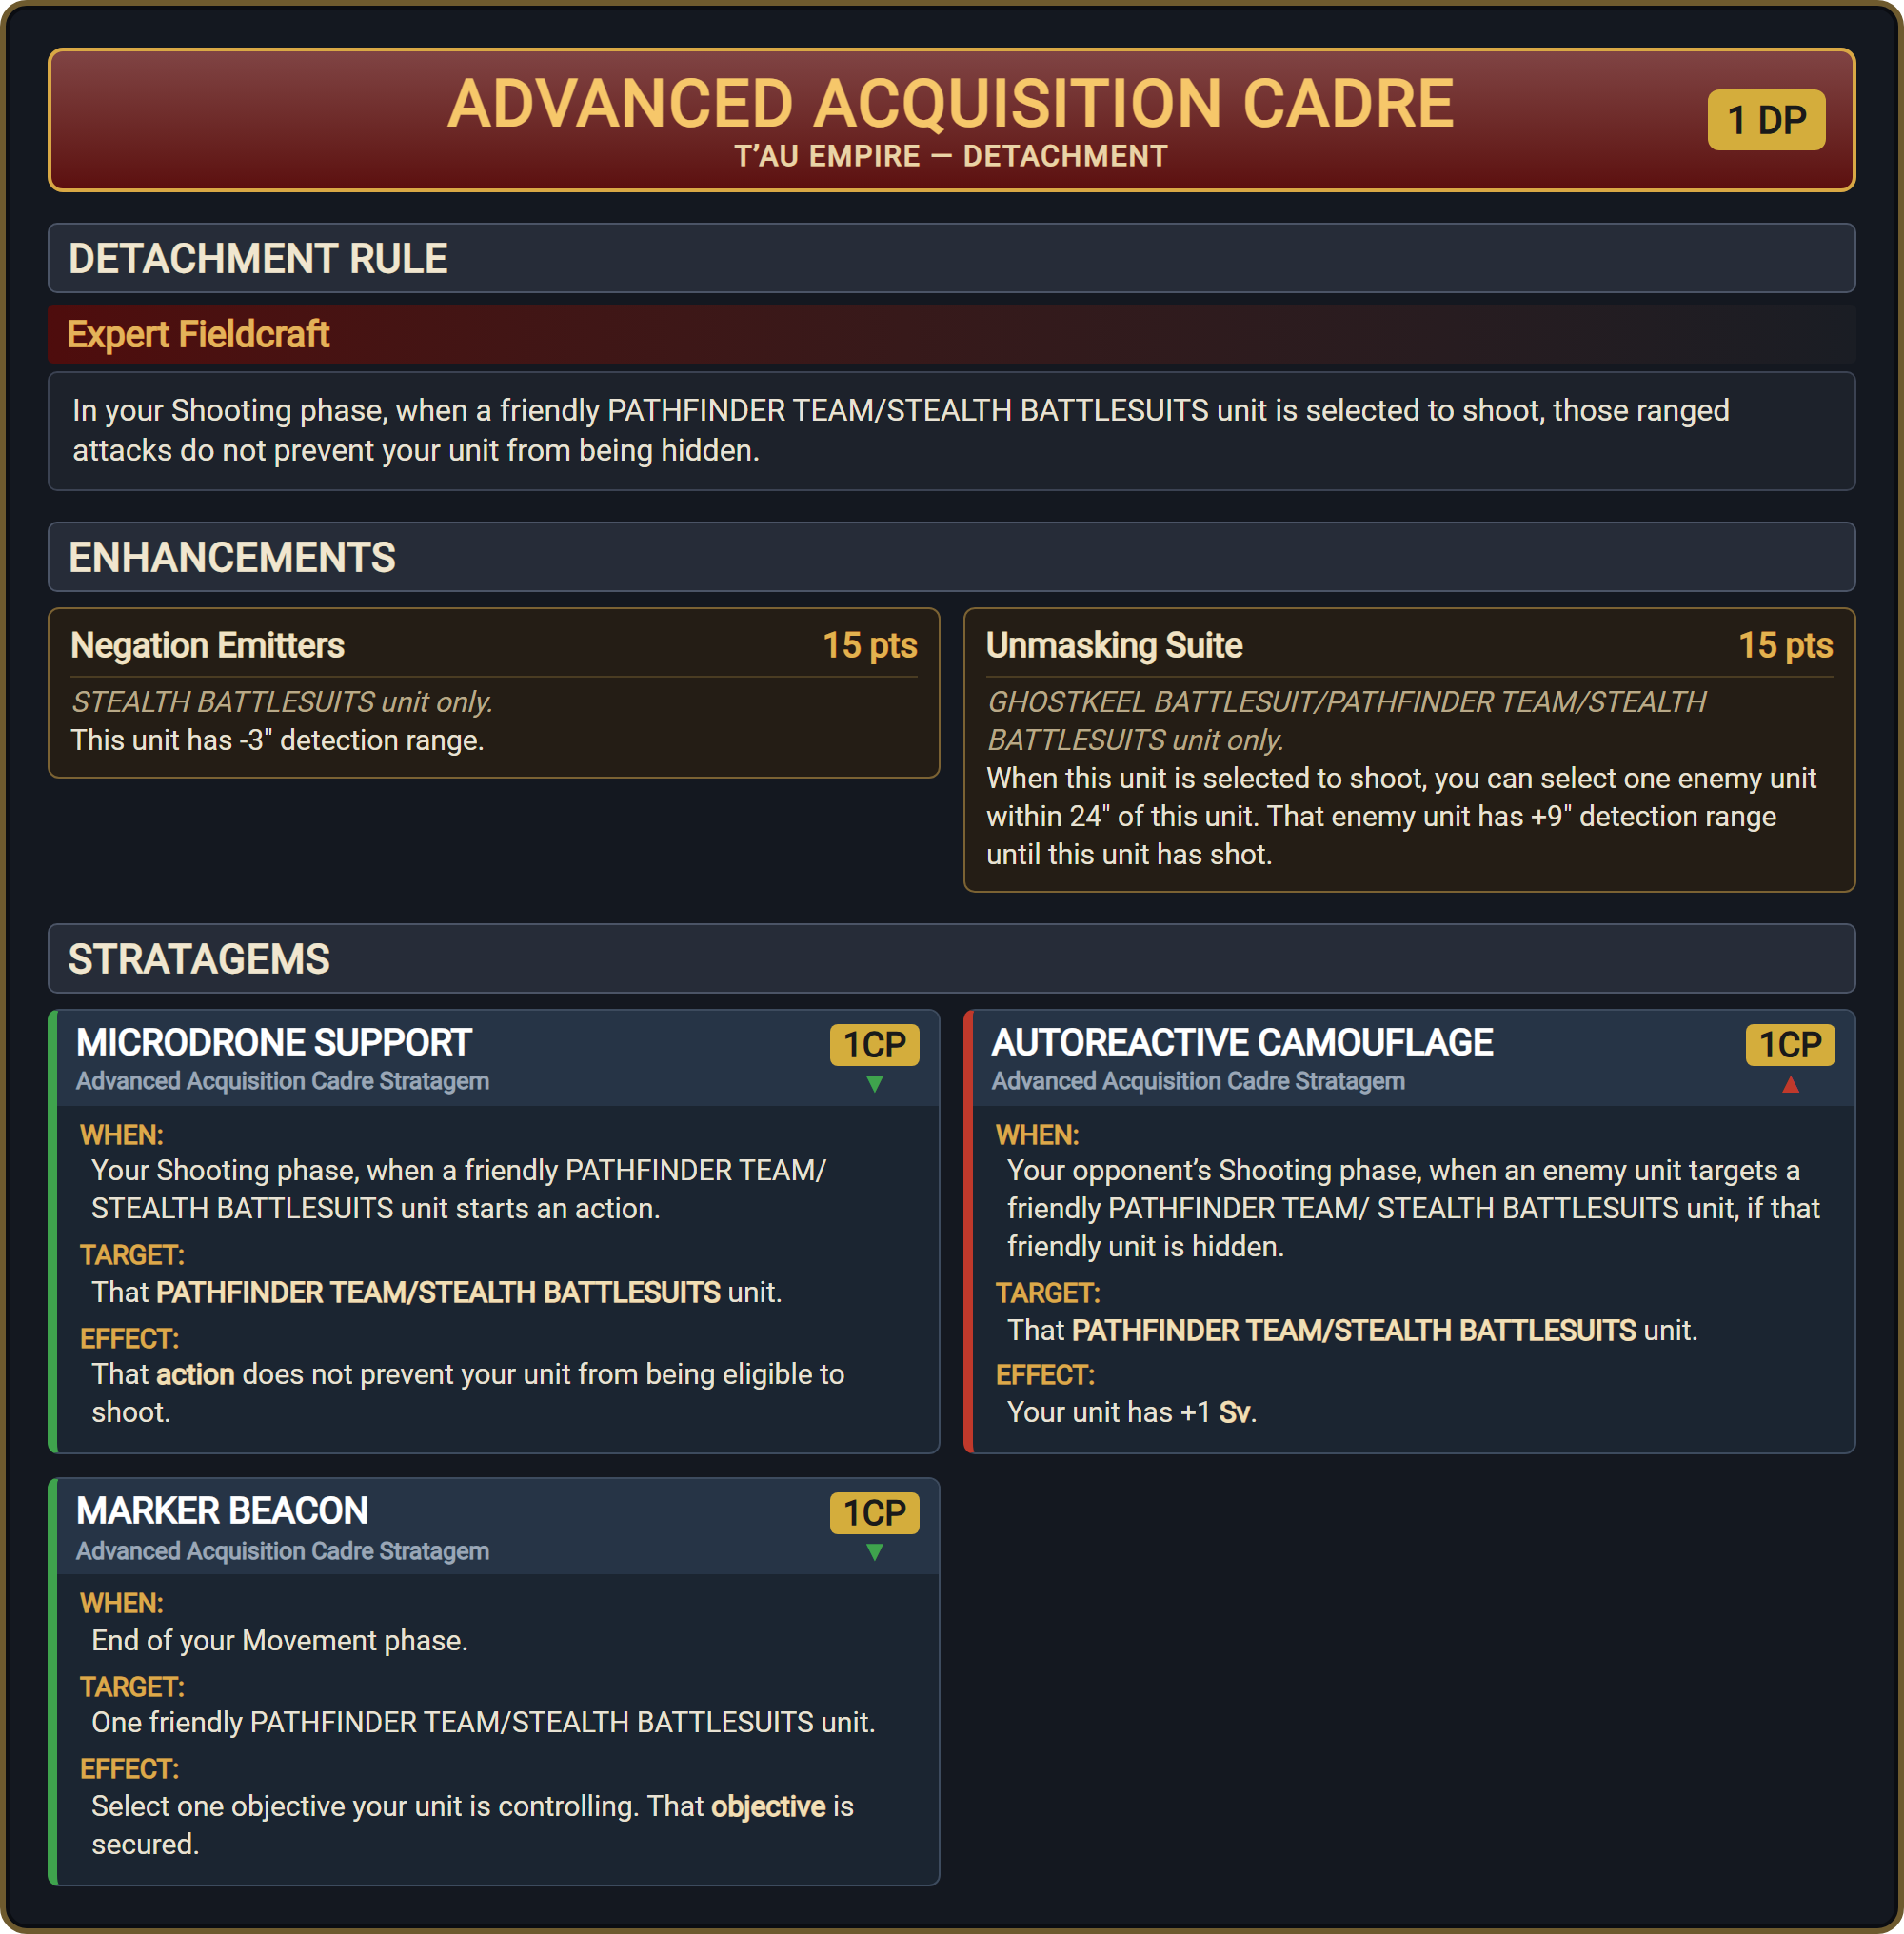 ADVANCED ACQUISITION CADRE
T’AU EMPIRE — DETACHMENT
1 DP
DETACHMENT RULE
Expert Fieldcraft
In your Shooting phase, when a friendly PATHFINDER TEAM/STEALTH BATTLESUITS unit is selected to shoot, those ranged
attacks do not prevent your unit from being hidden.
ENHANCEMENTS
Negation Emitters
15 pts
STEALTH BATTLESUITS unit only.
This unit has -3" detection range.
Unmasking Suite
15 pts
GHOSTKEEL BATTLESUIT/PATHFINDER TEAM/STEALTH
BATTLESUITS unit only.
When this unit is selected to shoot, you can select one enemy unit
within 24" of this unit. That enemy unit has +9" detection range
until this unit has shot.
STRATAGEMS
MICRODRONE SUPPORT
1CP
Advanced Acquisition Cadre Stratagem
▼
WHEN:
Your Shooting phase, when a friendly PATHFINDER TEAM/
STEALTH BATTLESUITS unit starts an action.
TARGET:
That PATHFINDER TEAM/STEALTH BATTLESUITS unit.
EFFECT:
That action does not prevent your unit from being eligible to
shoot.
AUTOREACTIVE CAMOUFLAGE
1CP
Advanced Acquisition Cadre Stratagem
▲
WHEN:
Your opponent’s Shooting phase, when an enemy unit targets a
friendly PATHFINDER TEAM/ STEALTH BATTLESUITS unit, if that
friendly unit is hidden.
TARGET:
That PATHFINDER TEAM/STEALTH BATTLESUITS unit.
EFFECT:
Your unit has +1 Sv.
MARKER BEACON
1CP
Advanced Acquisition Cadre Stratagem
▼
WHEN:
End of your Movement phase.
TARGET:
One friendly PATHFINDER TEAM/STEALTH BATTLESUITS unit.
EFFECT:
Select one objective your unit is controlling. That objective is
secured.